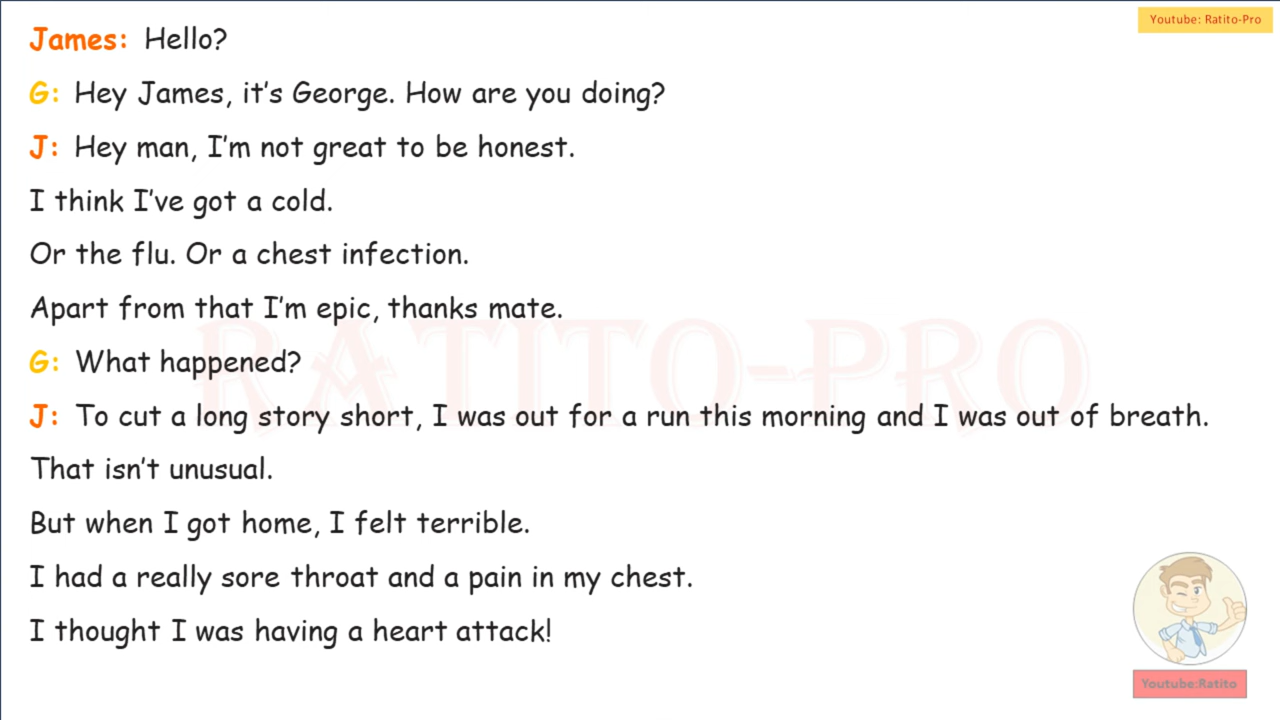 Youtube: Ratito-Pro
James: Hello?
G: Hey James, it's George. How are you doing?
J: Hey man, I'm not great to be honest.
I think I've got a cold.
Or the flu. Or a chest infection.
Apart from that I'm epic, thanks mate.
RATITO-PRO
G: What happened?
J: To cut a long story short, I was out for a run this morning and I was out of breath.
That isn't unusual.
But when I got home, I felt terrible.
I had a really sore throat and a pain in my chest.
I thought I was having a heart attack!
Youtube:Ratito